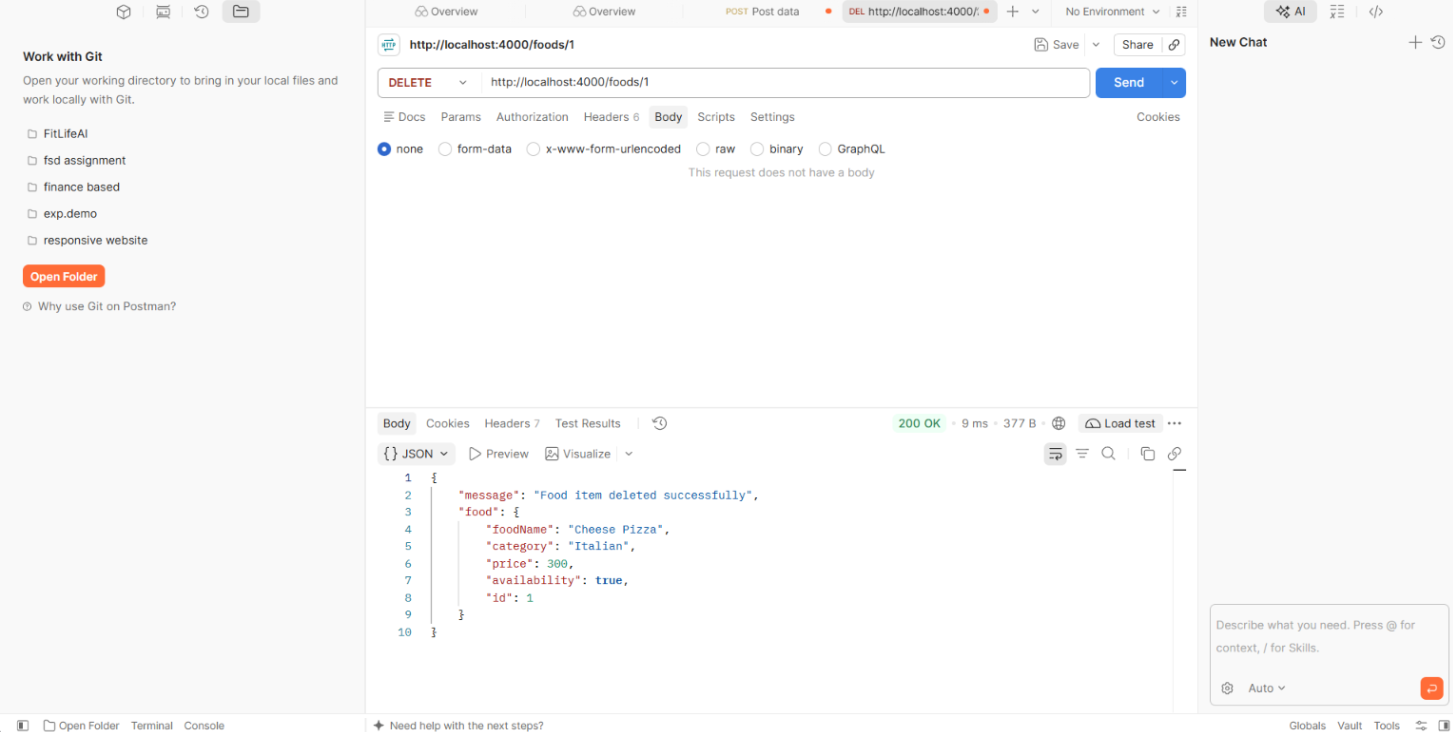 Overview
Overview
POST Post data
DEL http://localhost:4000/
No Environment
AI
Work with Git
Open your working directory to bring in your local files and
work locally with Git.
FitLifeAI
fsd assignment
finance based
exp.demo
responsive website
Open Folder
Why use Git on Postman?
HTTP http://localhost:4000/foods/1
Save
Share
DELETE http://localhost:4000/foods/1
Send
Docs Params Authorization Headers 6 Body Scripts Settings
Cookies
none form-data x-www-form-urlencoded raw binary GraphQL
This request does not have a body
Body Cookies Headers 7 Test Results
200 OK • 9 ms • 377 B
Load test
{} JSON Preview Visualize
1 {
2 "message": "Food item deleted successfully",
3 "food": {
4 "foodName": "Cheese Pizza",
5 "category": "Italian",
6 "price": 300,
7 "availability": true,
8 "id": 1
9 }
10 }
New Chat
Describe what you need. Press @ for
context, / for Skills.
Auto
Open Folder Terminal Console
Need help with the next steps?
Globals Vault Tools